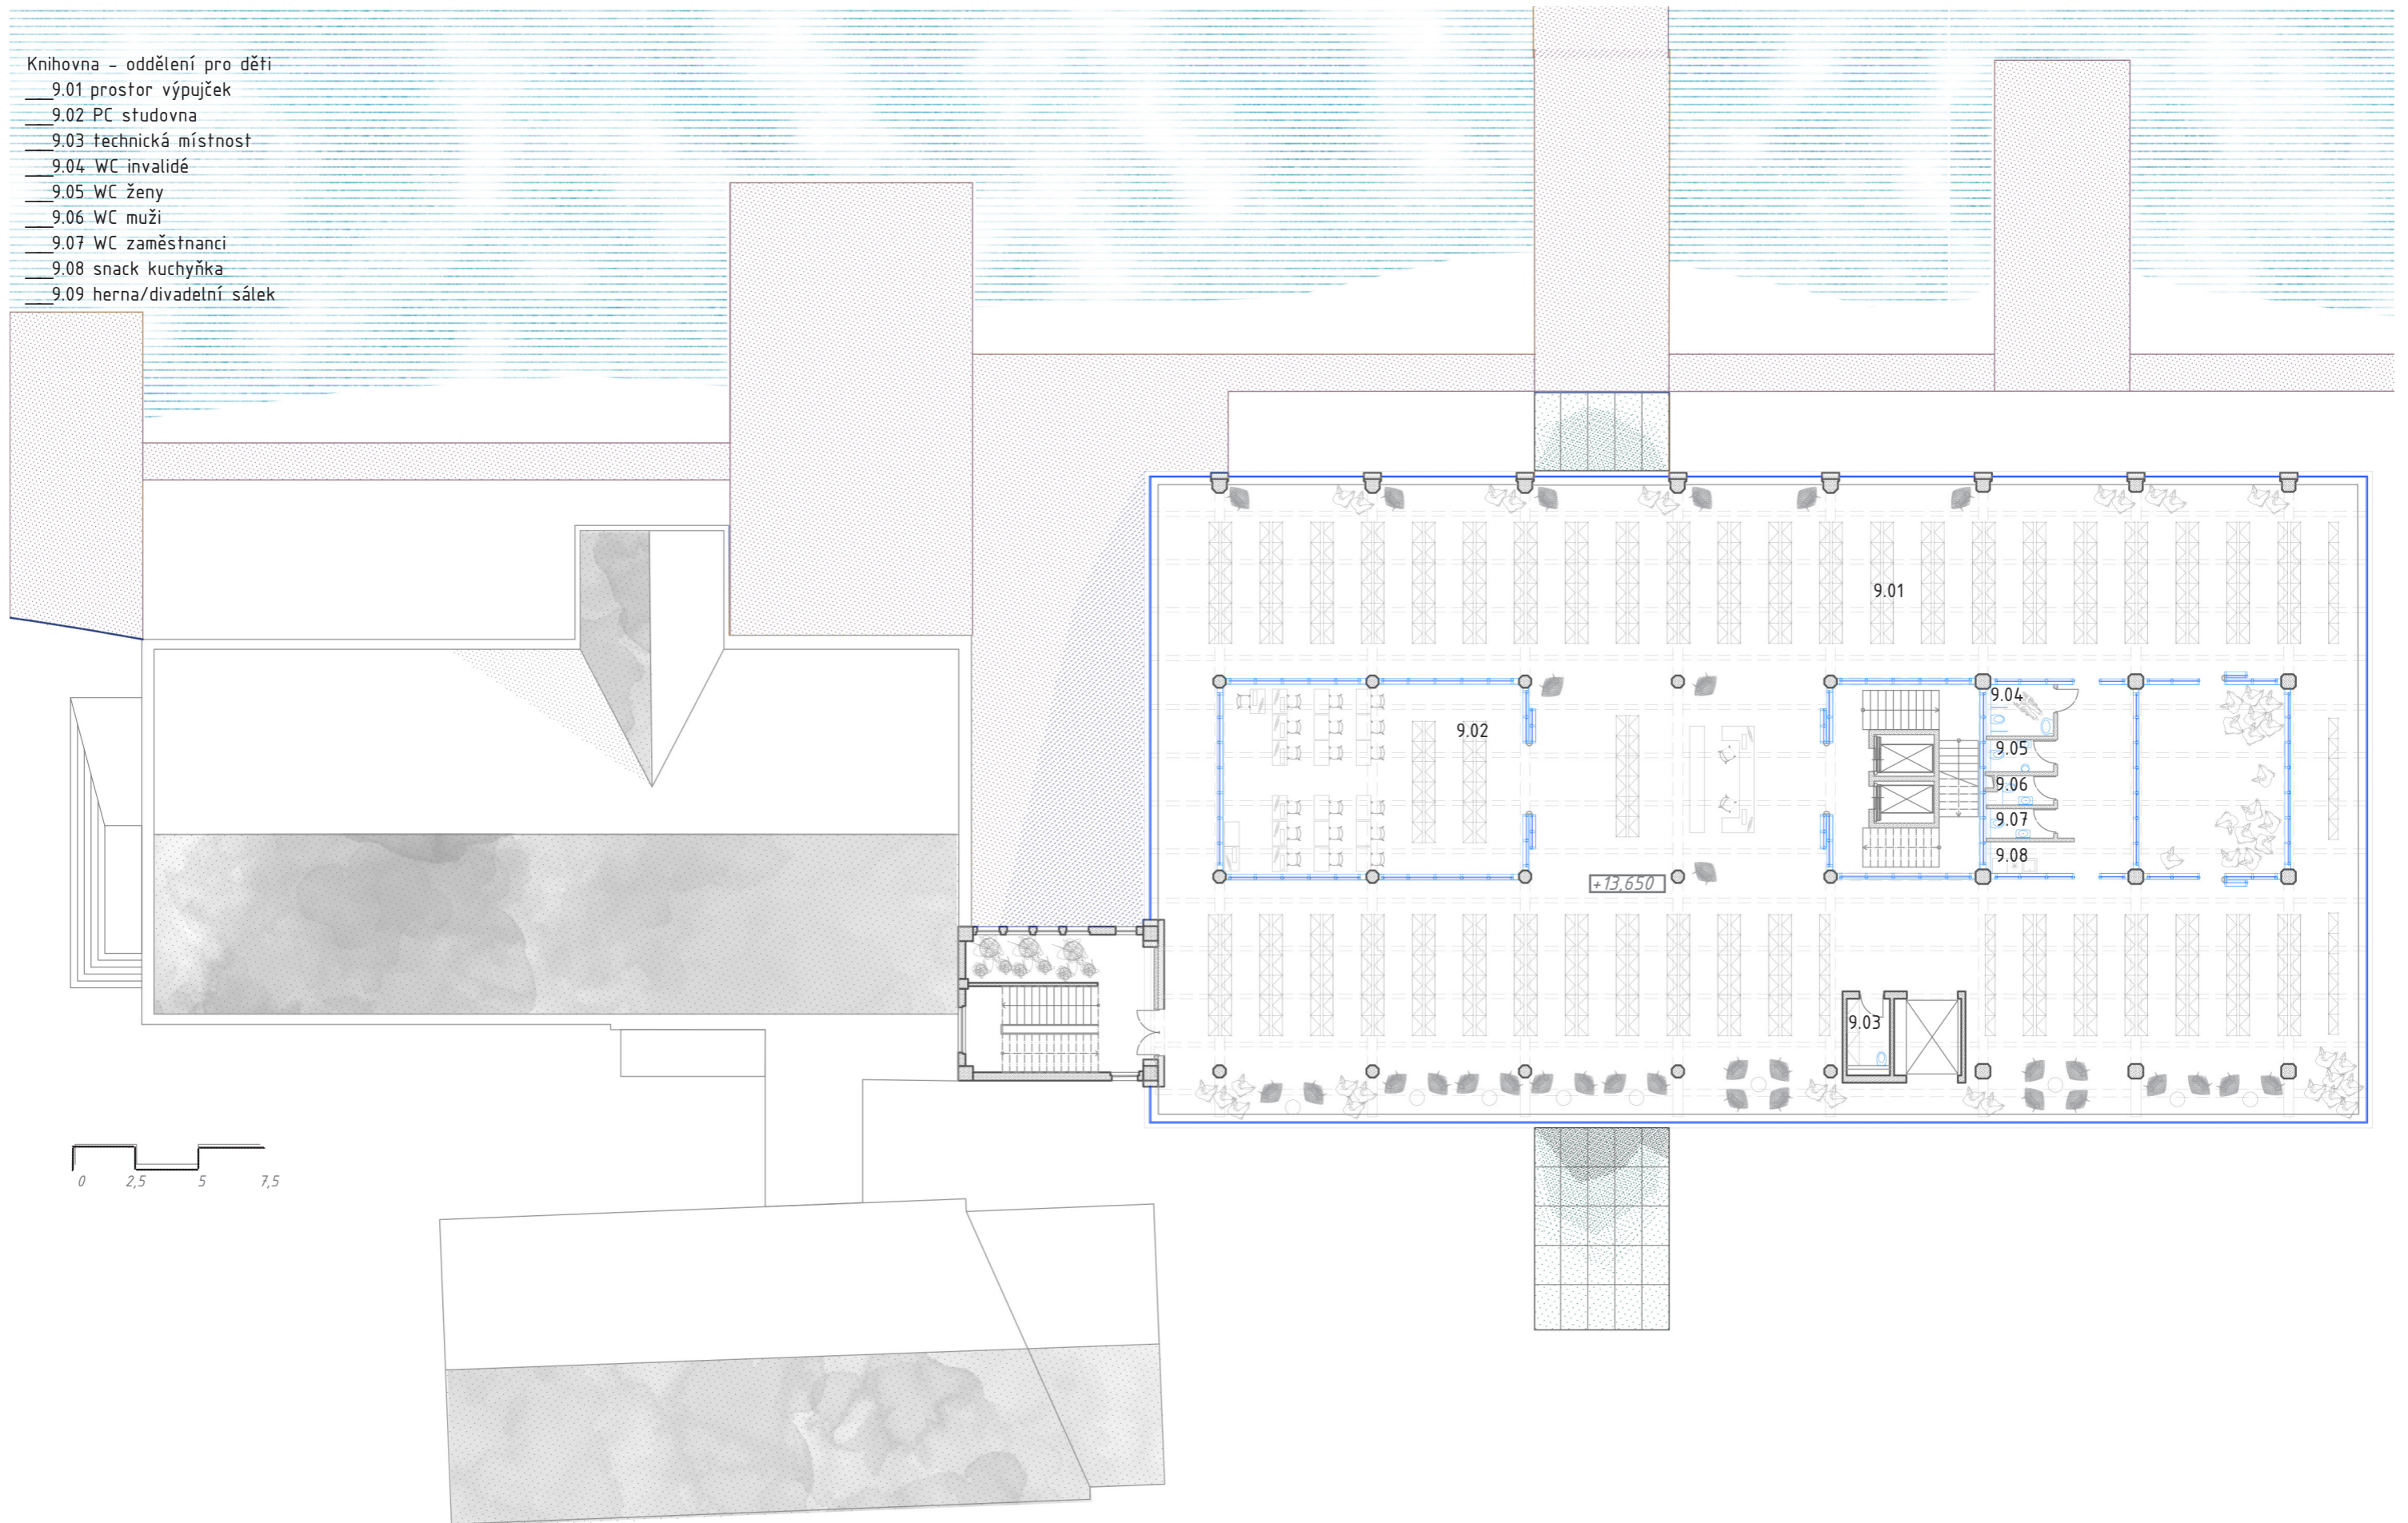 Knihovna - oddělení pro děti
___9.01 prostor výpujček
___9.02 PC studovna
___9.03 technická místnost
___9.04 WC invalidé
___9.05 WC ženy
___9.06 WC muži
___9.07 WC zaměstnanci
___9.08 snack kuchyňka
___9.09 herna/divadelní sálek
9.01
9.04
9.02
9.05
9.06
9.07
9.08
+13,650
9.03
0 2,5 5 7,5